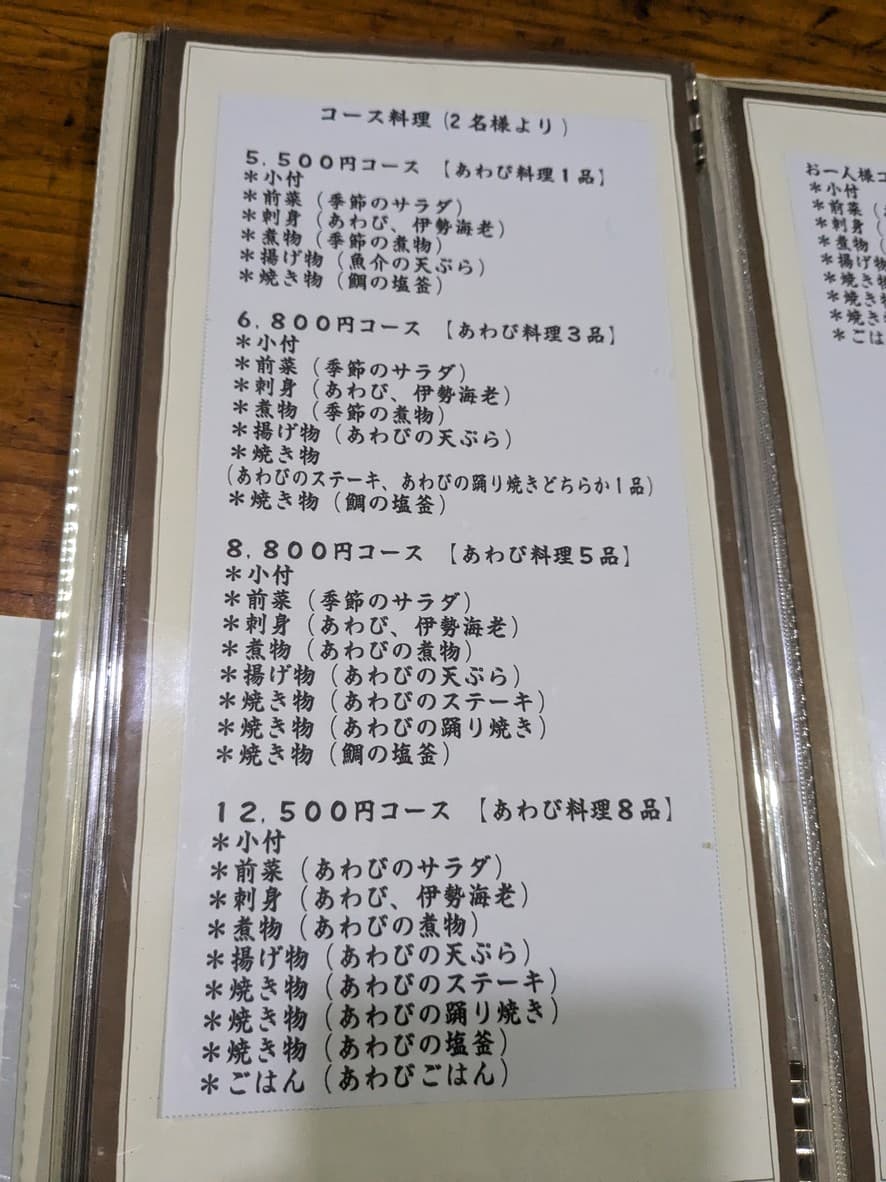 コース料理(2名様より)
5,500円コース 【あわび料理1品】
*小付
*前菜(季節のサラダ)
*刺身(あわび、伊勢海老)
*煮物(季節の煮物)
*揚げ物(魚介の天ぷら)
*焼き物(鯛の塩釜)
6,800円コース 【あわび料理3品】
*小付
*前菜(季節のサラダ)
*刺身(あわび、伊勢海老)
*煮物(季節の煮物)
*揚げ物(あわびの天ぷら)
*焼き物
(あわびのステーキ、あわびの踊り焼きどちらか1品)
*焼き物(鯛の塩釜)
8,800円コース 【あわび料理5品】
*小付
*前菜(季節のサラダ)
*刺身(あわび、伊勢海老)
*煮物(あわびの煮物)
*揚げ物(あわびの天ぷら)
*焼き物(あわびのステーキ)
*焼き物(あわびの踊り焼き)
*焼き物(鯛の塩釜)
12,500円コース 【あわび料理8品】
*小付
*前菜(あわびのサラダ)
*刺身(あわび、伊勢海老)
*煮物(あわびの煮物)
*揚げ物(あわびの天ぷら)
*焼き物(あわびのステーキ)
*焼き物(あわびの踊り焼き)
*焼き物(あわびの塩釜)
*ごはん(あわびごはん)
お一人様コ
*小付
*前菜(
*刺身(
*煮物(
*揚げ物
*焼き物
*焼き
*焼き
*ごは